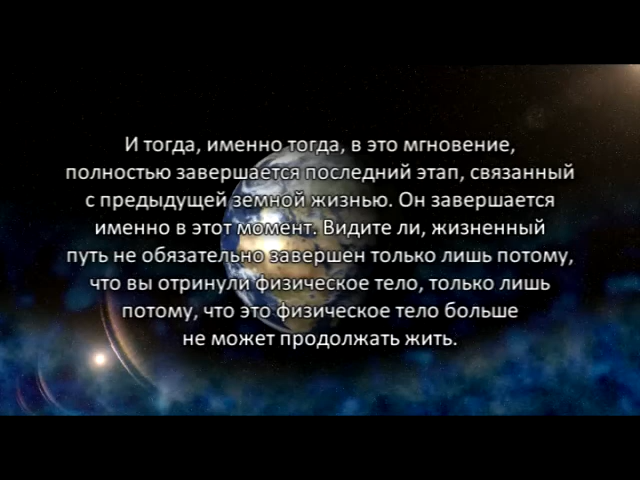 И тогда, именно тогда, в это мгновение,
полностью завершается последний этап, связанный
с предыдущей земной жизнью. Он завершается
именно в этот момент. Видите ли, жизненный
путь не обязательно завершен только лишь потому,
что вы отринули физическое тело, только лишь
потому, что это физическое тело больше
не может продолжать жить.